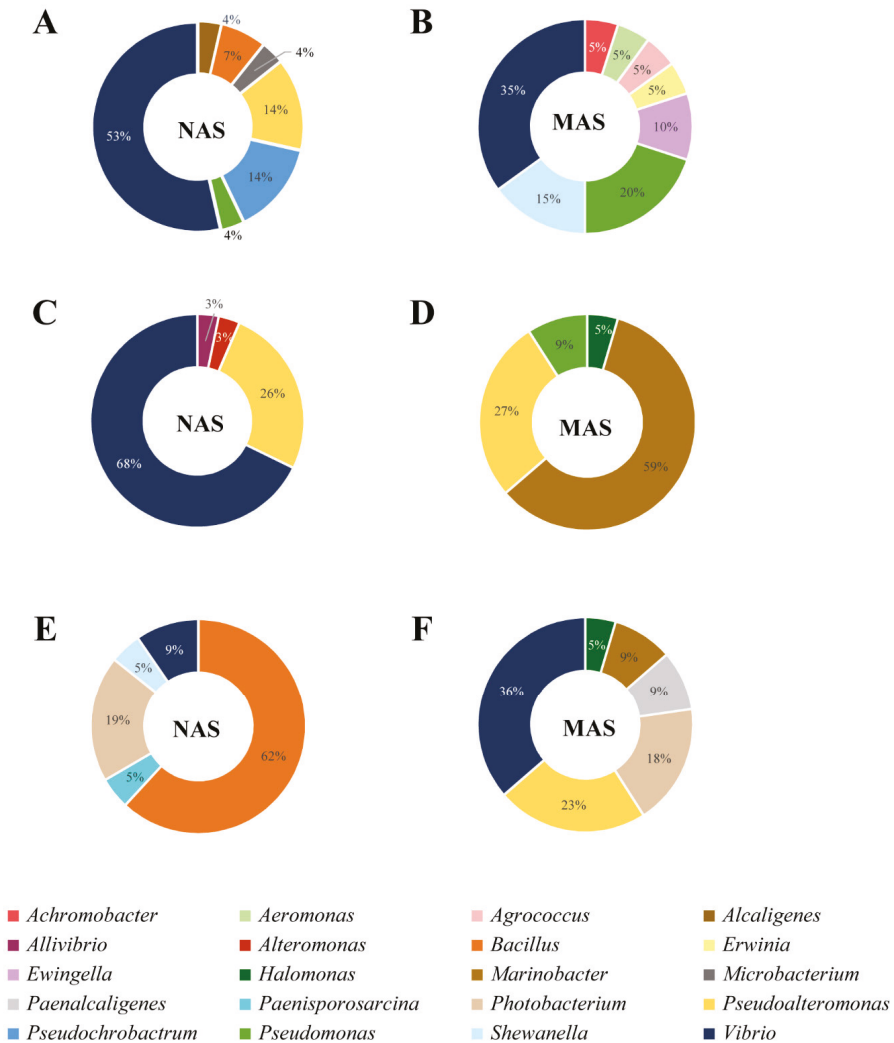 A
4%
7%
4%
14%
14%
4%
53%
NAS
B
5%
5%
5%
5%
10%
20%
15%
35%
MAS
C
3%
3%
26%
68%
NAS
D
5%
59%
27%
9%
MAS
E
9%
5%
19%
5%
62%
NAS
F
5%
9%
9%
18%
23%
36%
MAS
Achromobacter Aeromonas Agrococcus Alcaligenes
Allivibrio Alteromonas Bacillus Erwinia
Ewingella Halomonas Marinobacter Microbacterium
Paenalcaligenes Paenisporosarcina Photobacterium Pseudoalteromonas
Pseudochrobactrum Pseudomonas Shewanella Vibrio